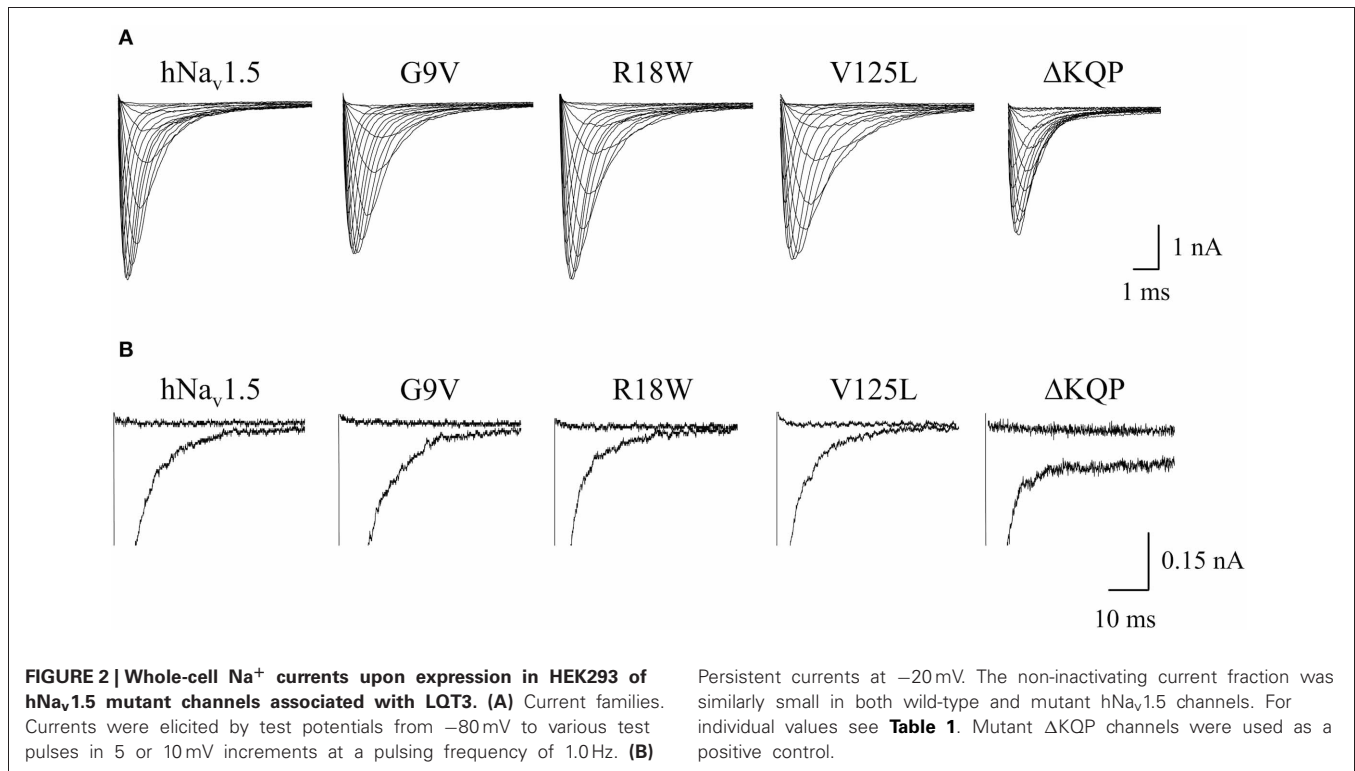 A
hNav1.5
G9V
R18W
V125L
ΔKQP
1 nA
1 ms
B
hNav1.5
G9V
R18W
V125L
ΔKQP
0.15 nA
10 ms
FIGURE 2 | Whole-cell Na+ currents upon expression in HEK293 of
hNav1.5 mutant channels associated with LQT3. (A) Current families.
Currents were elicited by test potentials from −80 mV to various test
pulses in 5 or 10 mV increments at a pulsing frequency of 1.0 Hz. (B)
Persistent currents at −20 mV. The non-inactivating current fraction was
similarly small in both wild-type and mutant hNav1.5 channels. For
individual values see Table 1. Mutant ΔKQP channels were used as a
positive control.